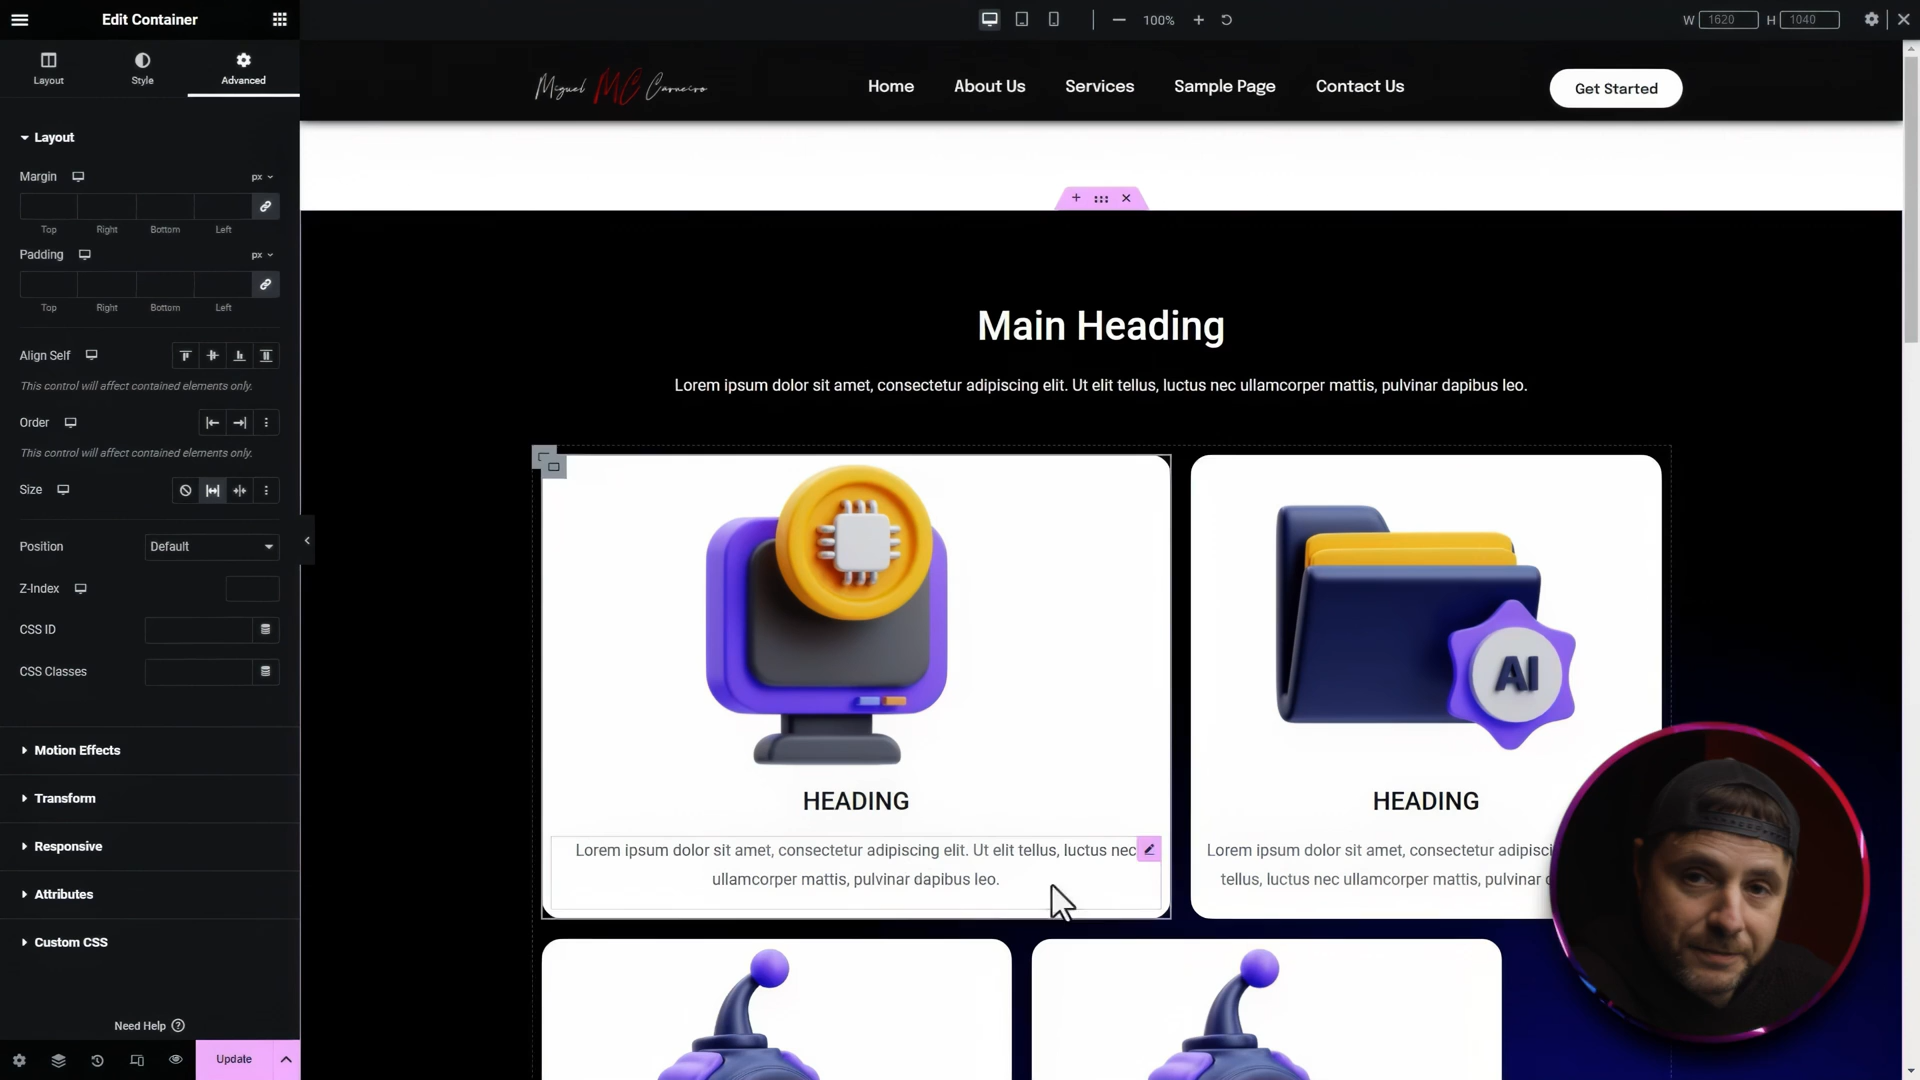 Edit Container
100%
W 1620 H 1040
Layout
Style
Advanced
Miguel MC Carneiro
Home
About Us
Services
Sample Page
Contact Us
Get Started
Layout
Margin
px
Top Right Bottom Left
Padding
px
Top Right Bottom Left
Align Self
This control will affect contained elements only.
Order
This control will affect contained elements only.
Size
Position
Default
Z-Index
CSS ID
CSS Classes
Motion Effects
Transform
Responsive
Attributes
Custom CSS
Need Help
Update
Main Heading
Lorem ipsum dolor sit amet, consectetur adipiscing elit. Ut elit tellus, luctus nec ullamcorper mattis, pulvinar dapibus leo.
HEADING
Lorem ipsum dolor sit amet, consectetur adipiscing elit. Ut elit tellus, luctus nec
ullamcorper mattis, pulvinar dapibus leo.
AI
HEADING
Lorem ipsum dolor sit amet, consectetur adipisci
tellus, luctus nec ullamcorper mattis, pulvinar